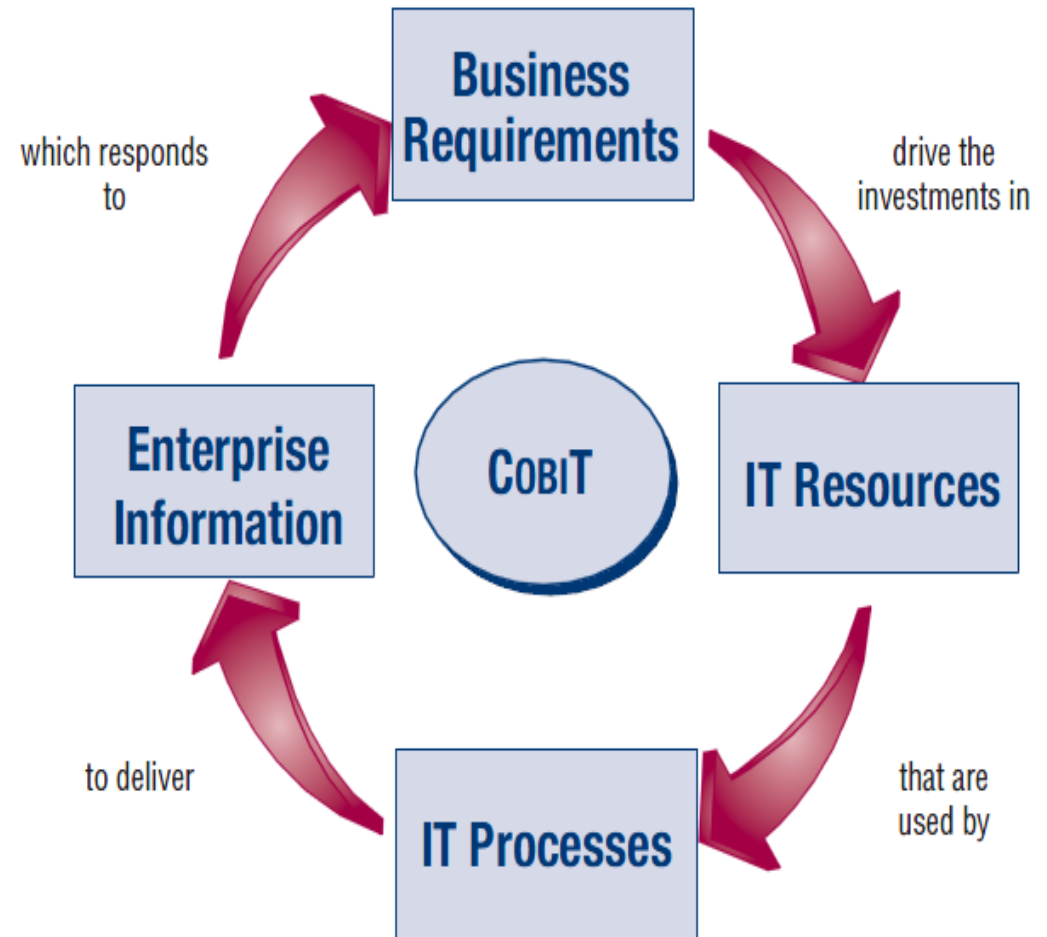 Business
Requirements
which responds
to
drive the
investments in
Enterprise
Information
COBIT
IT Resources
to deliver
that are
used by
IT Processes